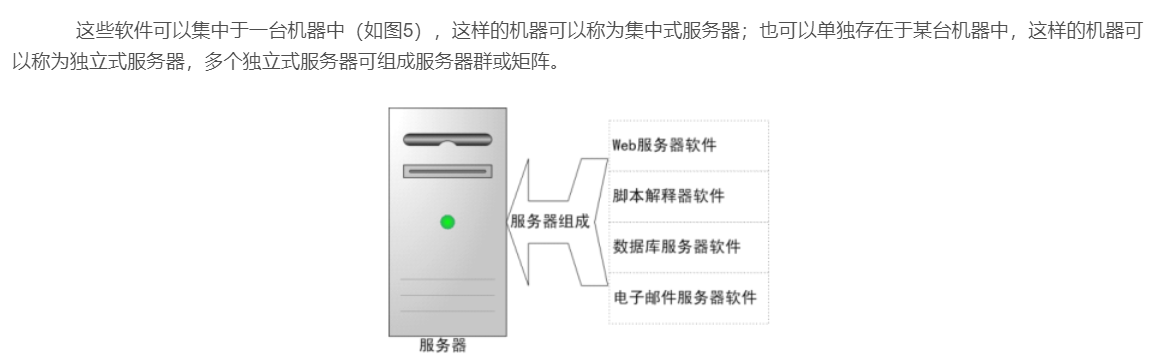 这些软件可以集中于一台机器中（如图5），这样的机器可以称为集中式服务器；也可以单独存在于某台机器中，这样的机器可
以称为独立式服务器，多个独立式服务器可组成服务器群或矩阵。
Web服务器软件
脚本解释器软件
服务器组成
数据库服务器软件
电子邮件服务器软件
服务器